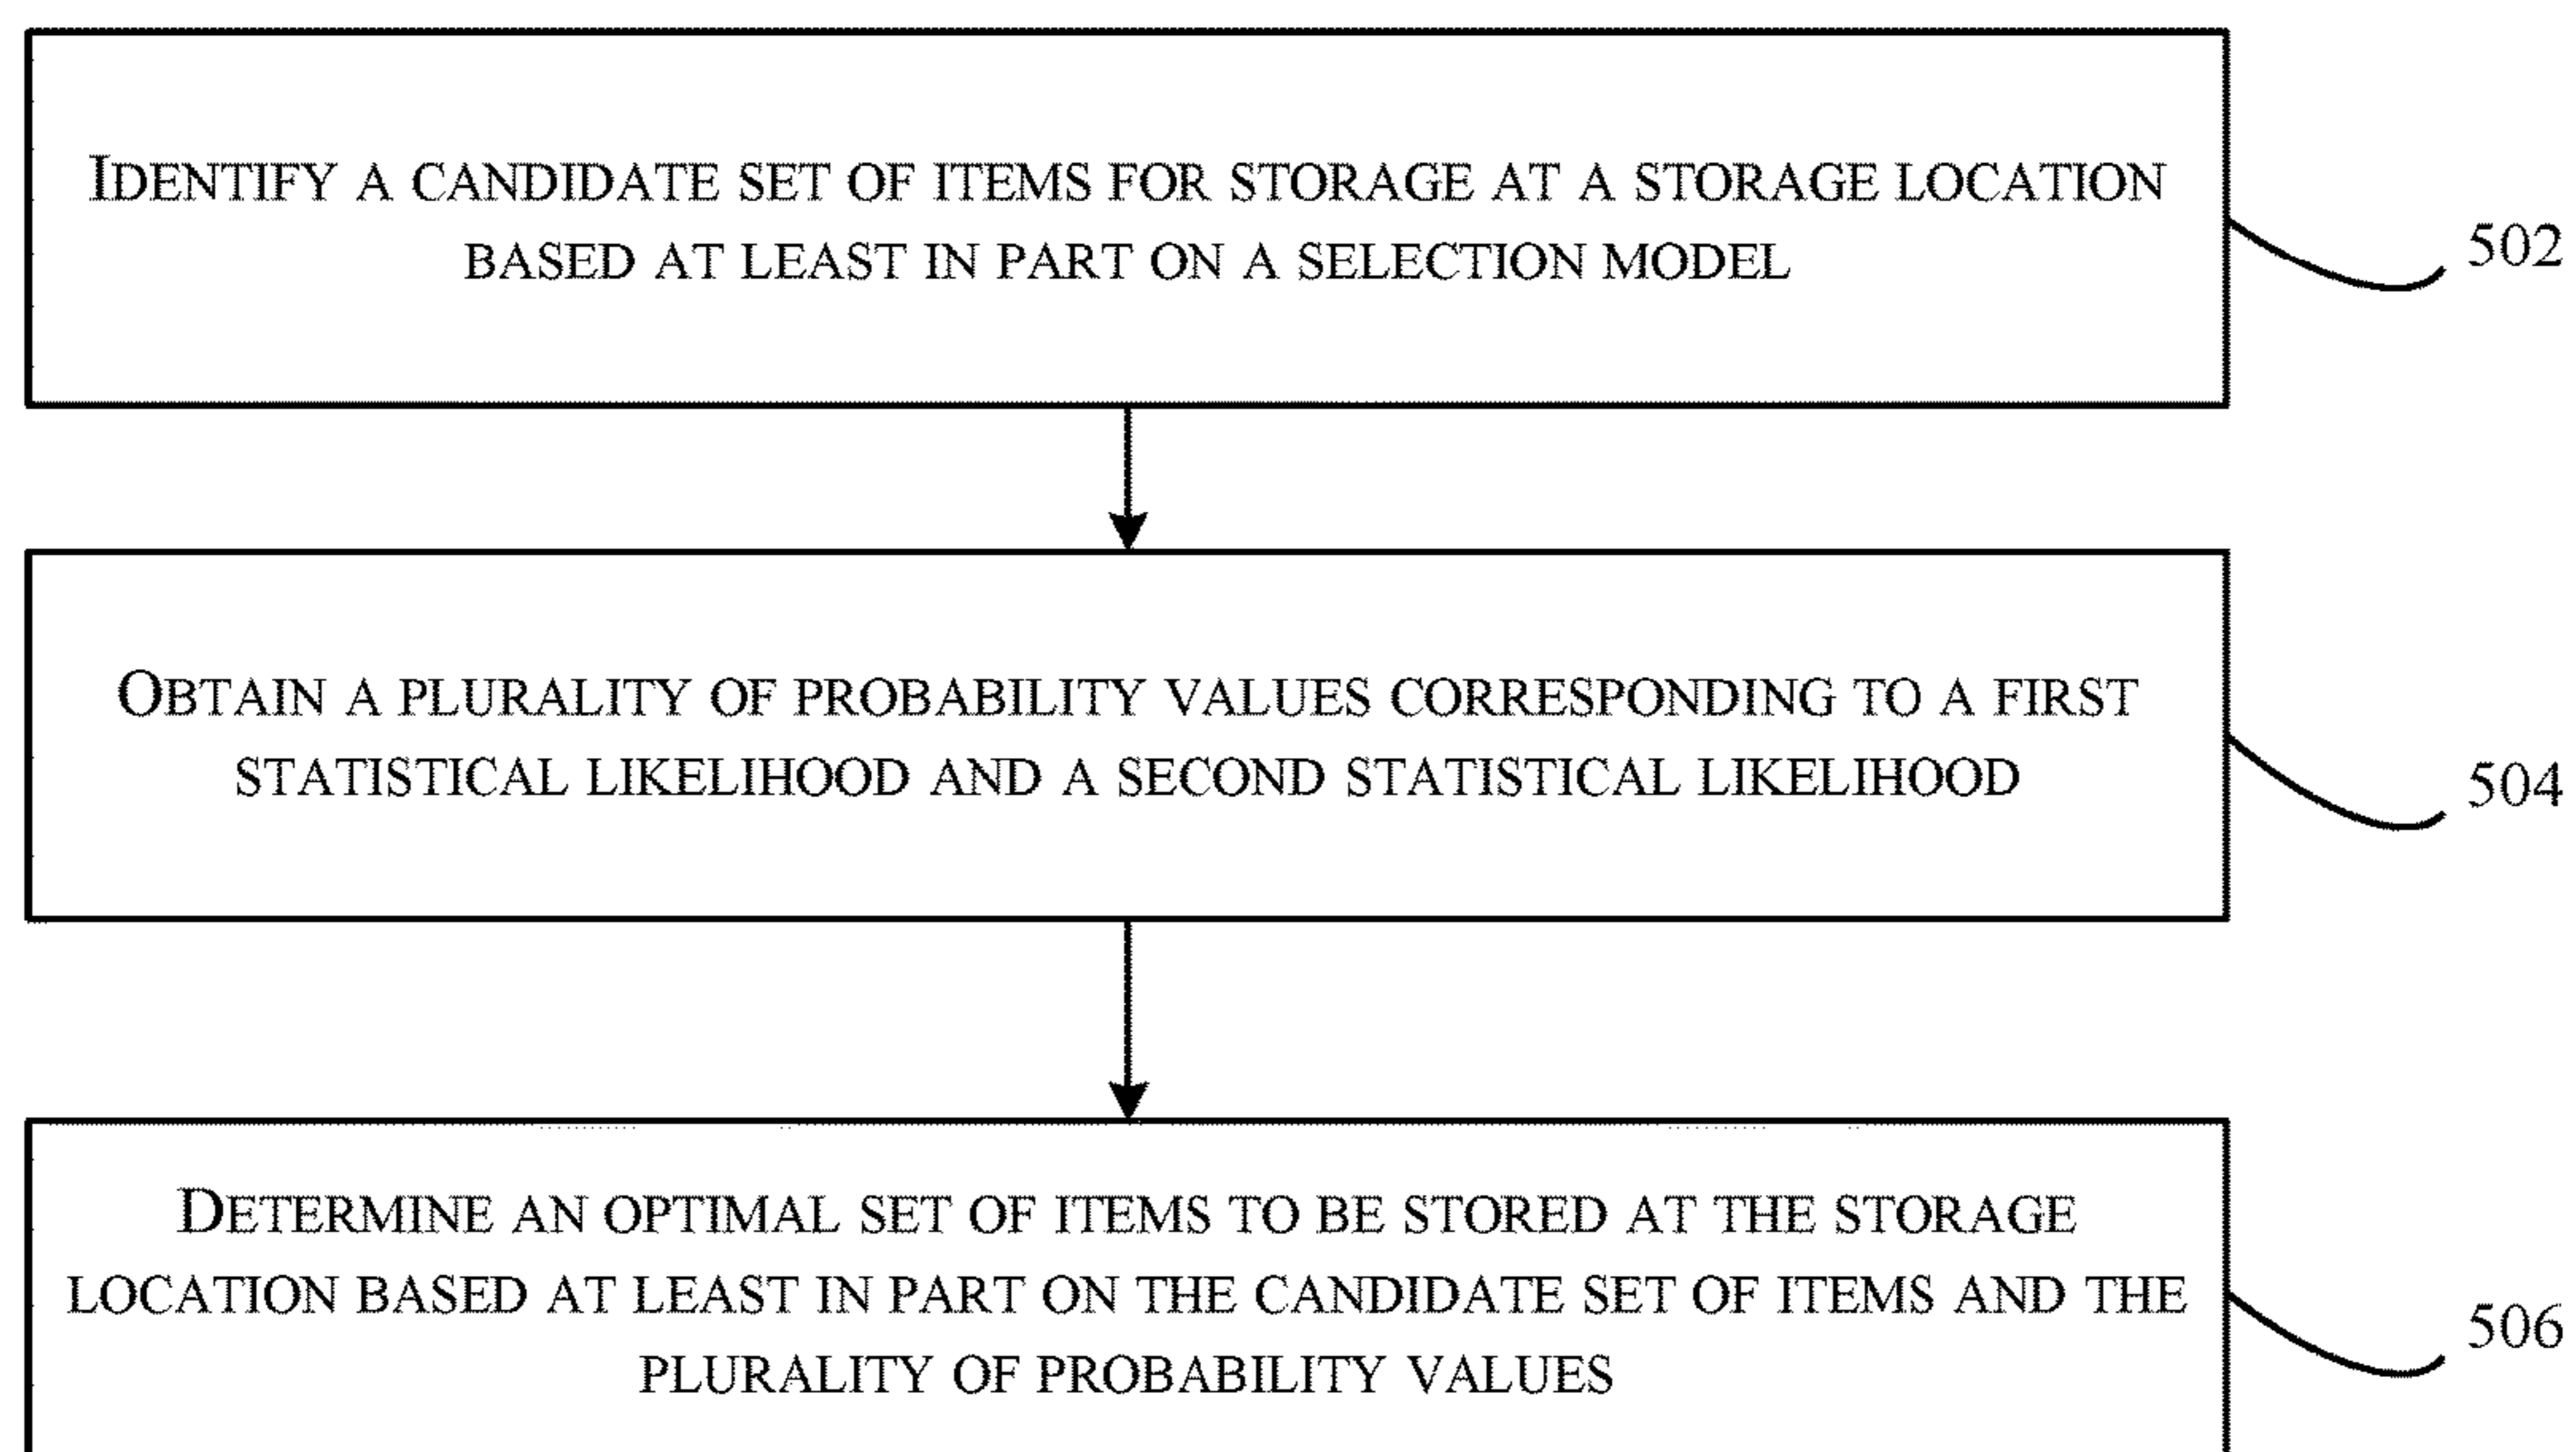 IDENTIFY A CANDIDATE SET OF ITEMS FOR STORAGE AT A STORAGE LOCATION
BASED AT LEAST IN PART ON A SELECTION MODEL
502
OBTAIN A PLURALITY OF PROBABILITY VALUES CORRESPONDING TO A FIRST
STATISTICAL LIKELIHOOD AND A SECOND STATISTICAL LIKELIHOOD
504
DETERMINE AN OPTIMAL SET OF ITEMS TO BE STORED AT THE STORAGE
LOCATION BASED AT LEAST IN PART ON THE CANDIDATE SET OF ITEMS AND THE
PLURALITY OF PROBABILITY VALUES
506